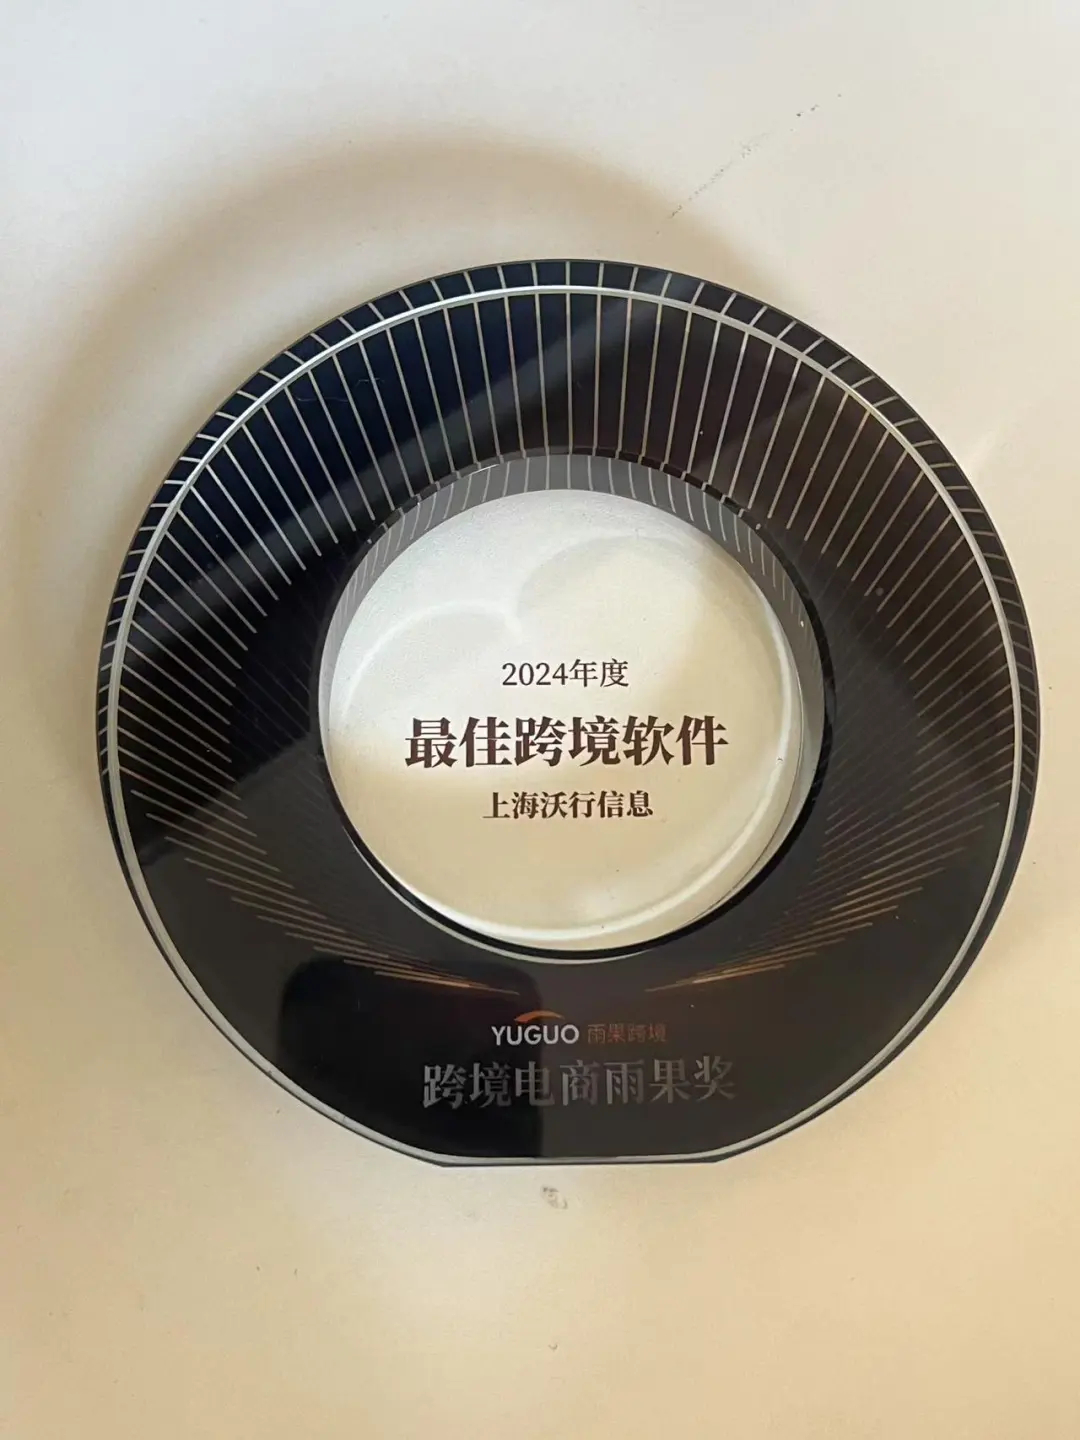 2024年度
最佳跨境软件
上海沃行信息
YUGUO 雨果跨境
跨境电商雨果奖